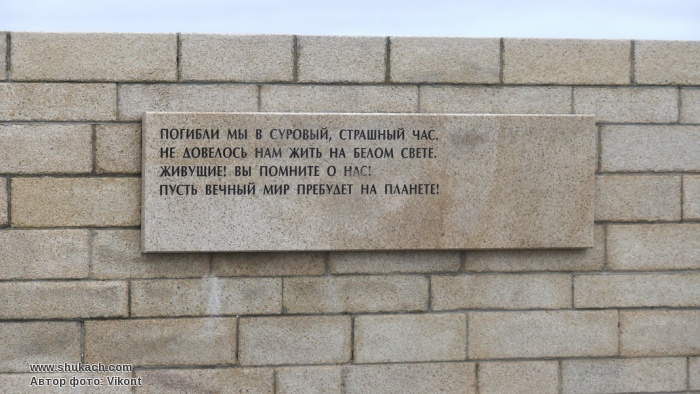 ПОГИБЛИ МЫ В СУРОВЫЙ, СТРАШНЫЙ ЧАС.
НЕ ДОВЕЛОСЬ НАМ ЖИТЬ НА БЕЛОМ СВЕТЕ.
ЖИВУЩИЕ! ВЫ ПОМНИТЕ О НАС!
ПУСТЬ ВЕЧНЫЙ МИР ПРЕБУДЕТ НА ПЛАНЕТЕ!
www.shukach.com
Автор фото: Vikont